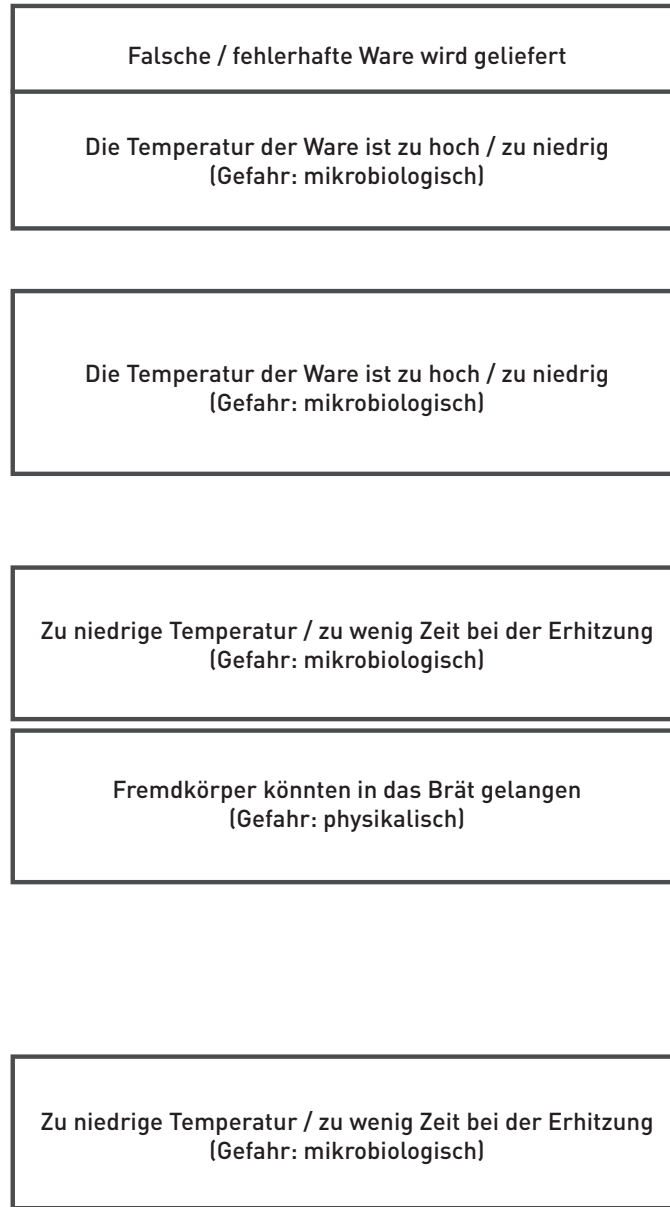 Falsche / fehlerhafte Ware wird geliefert
Die Temperatur der Ware ist zu hoch / zu niedrig
(Gefahr: mikrobiologisch)
Die Temperatur der Ware ist zu hoch / zu niedrig
(Gefahr: mikrobiologisch)
Zu niedrige Temperatur / zu wenig Zeit bei der Erhitzung
(Gefahr: mikrobiologisch)
Fremdkörper könnten in das Brät gelangen
(Gefahr: physikalisch)
Zu niedrige Temperatur / zu wenig Zeit bei der Erhitzung
(Gefahr: mikrobiologisch)